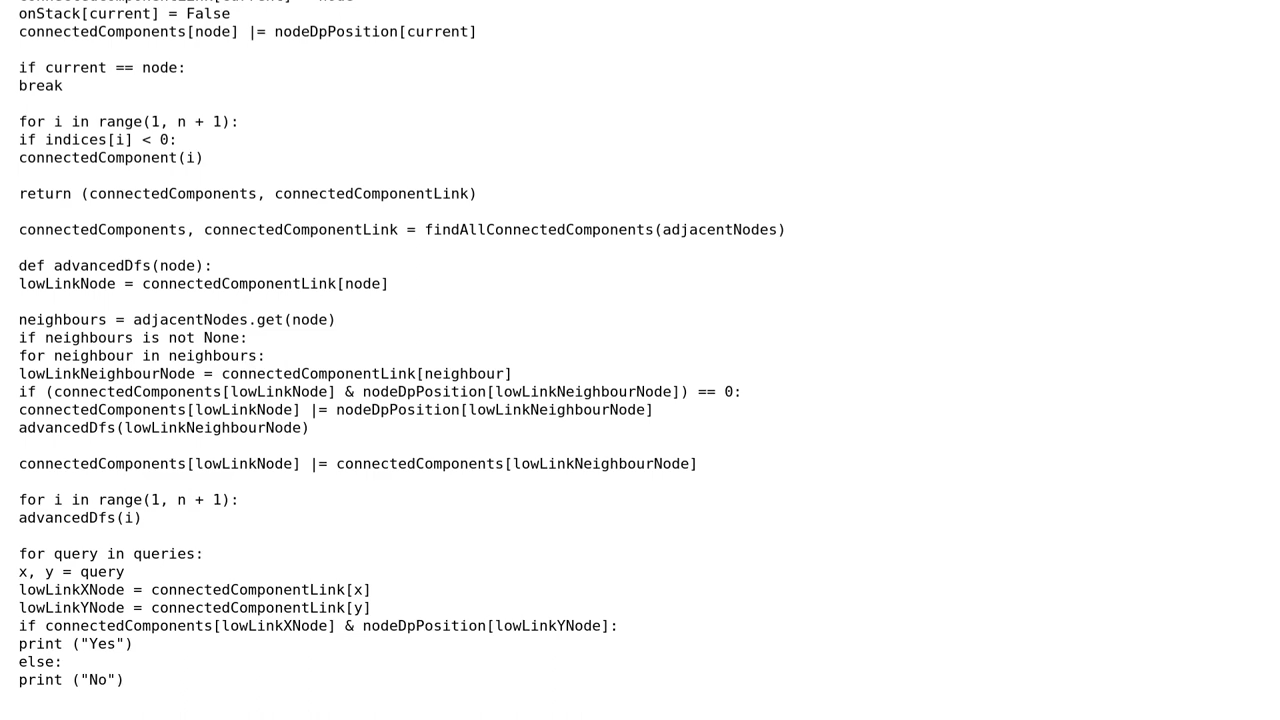 onStack[current] = False
connectedComponents[node] |= nodeDpPosition[current]
if current == node:
break
for i in range(1, n + 1):
if indices[i] < 0:
connectedComponent(i)
return (connectedComponents, connectedComponentLink)
connectedComponents, connectedComponentLink = findAllConnectedComponents(adjacentNodes)
def advancedDfs(node):
lowLinkNode = connectedComponentLink[node]
neighbours = adjacentNodes.get(node)
if neighbours is not None:
for neighbour in neighbours:
lowLinkNeighbourNode = connectedComponentLink[neighbour]
if (connectedComponents[lowLinkNode] & nodeDpPosition[lowLinkNeighbourNode]) == 0:
connectedComponents[lowLinkNode] |= nodeDpPosition[lowLinkNeighbourNode]
advancedDfs(lowLinkNeighbourNode)
connectedComponents[lowLinkNode] |= connectedComponents[lowLinkNeighbourNode]
for i in range(1, n + 1):
advancedDfs(i)
for query in queries:
x, y = query
lowLinkXNode = connectedComponentLink[x]
lowLinkYNode = connectedComponentLink[y]
if connectedComponents[lowLinkXNode] & nodeDpPosition[lowLinkYNode]:
print ("Yes")
else:
print ("No")